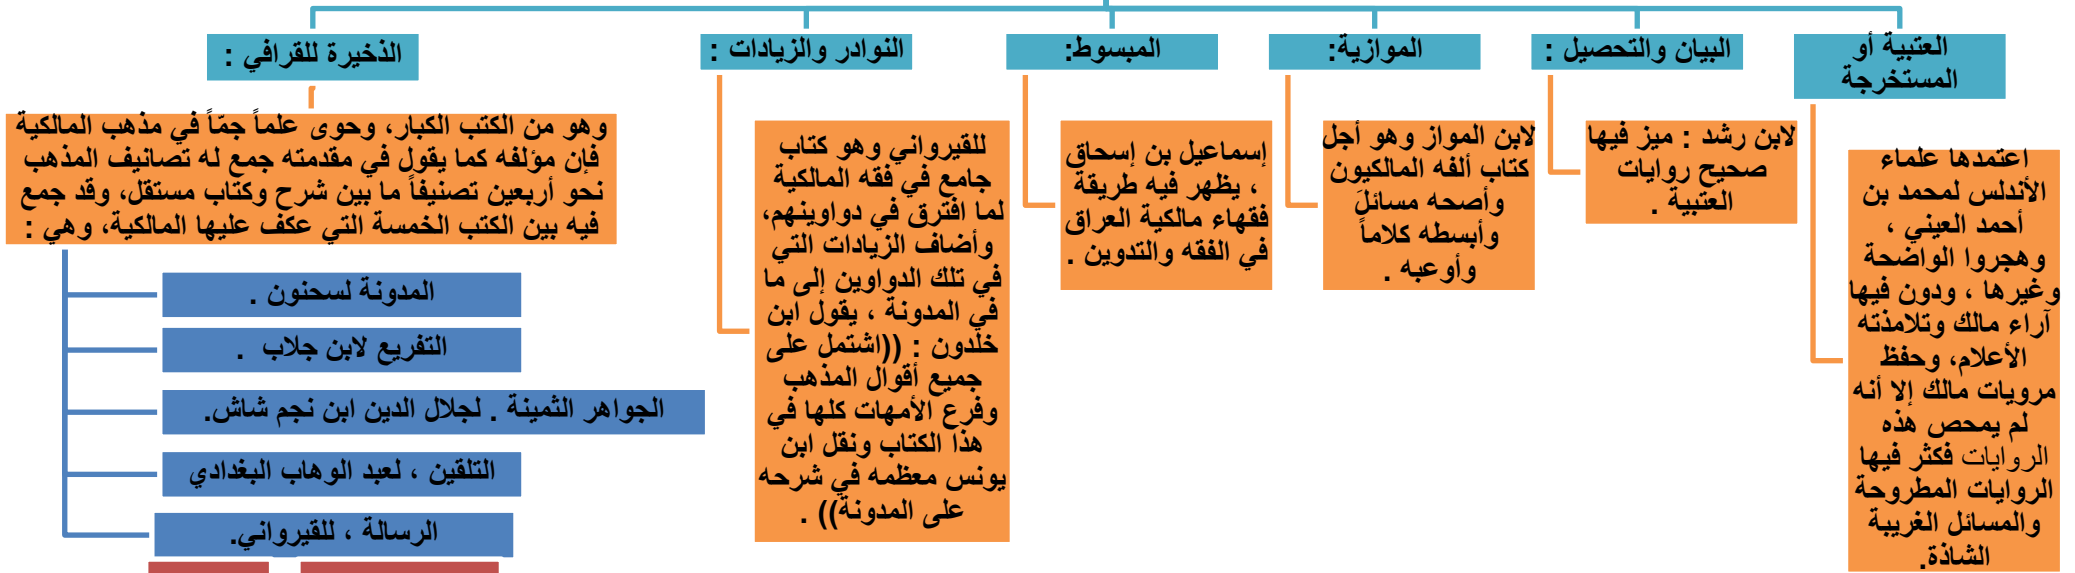 العتبية أو
المستخرجة
اعتمدها علماء
الأندلس لمحمد بن
أحمد العيني ،
وهجروا الواضحة
وغيرها ، ودون فيها
آراء مالك وتلامذته
الأعلام، وحفظ
مرويات مالك إلا أنه
لم يمحص هذه
الروايات فكثر فيها
الروايات المطروحة
والمسائل الغريبة
الشاذة.
البيان والتحصيل :
لابن رشد : ميز فيها
صحيح روايات
العتبية .
الموازية:
لابن المواز وهو أجل
كتاب ألفه المالكيون
وأصحه مسائلَ
وأبسطه كلاماً
وأوعبه .
المبسوط:
إسماعيل بن إسحاق
، يظهر فيه طريقة
فقهاء مالكية العراق
في الفقه والتدوين .
النوادر والزيادات :
للقيرواني وهو كتاب
جامع في فقه المالكية
لما افترق في دواوينهم،
وأضاف الزيادات التي
في تلك الدواوين إلى ما
في المدونة ، يقول ابن
خلدون : ((اشتمل على
جميع أقوال المذهب
وفرع الأمهات كلها في
هذا الكتاب ونقل ابن
يونس معظمه في شرحه
على المدونة)) .
الذخيرة للقرافي :
وهو من الكتب الكبار، وحوى علماً جمّاً في مذهب المالكية
فإن مؤلفه كما يقول في مقدمته جمع له تصانيف المذهب
نحو أربعين تصنيفاً ما بين شرح وكتاب مستقل، وقد جمع
فيه بين الكتب الخمسة التي عكف عليها المالكية، وهي :
المدونة لسحنون .
التفريع لابن جلاب .
الجواهر الثمينة . لجلال الدين ابن نجم شاش.
التلقين ، لعبد الوهاب البغدادي
الرسالة ، للقيرواني.